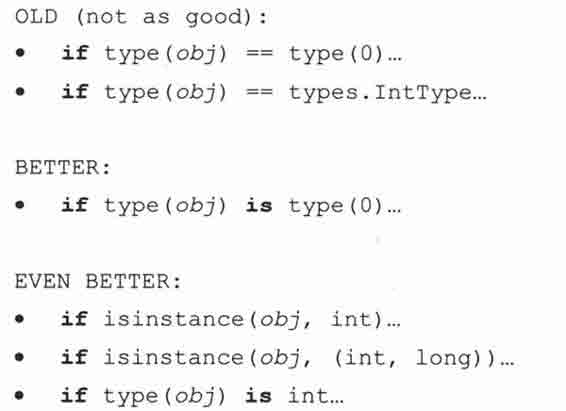 OLD (not as good):
• if type(obj) == type(0)…
• if type(obj) == types.IntType…
BETTER:
• if type(obj) is type(0)…
EVEN BETTER:
• if isinstance(obj, int)…
• if isinstance(obj, (int, long))…
• if type(obj) is int…